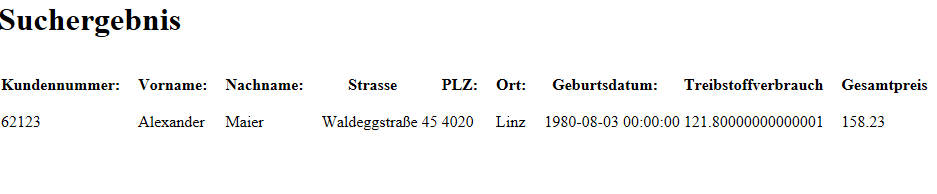 Suchergebnis
Kundennummer: Vorname: Nachname: Strasse PLZ: Ort: Geburtsdatum: Treibstoffverbrauch Gesamtpreis
62123 Alexander Maier Waldeggstraße 45 4020 Linz 1980-08-03 00:00:00 121.80000000000001 158.23